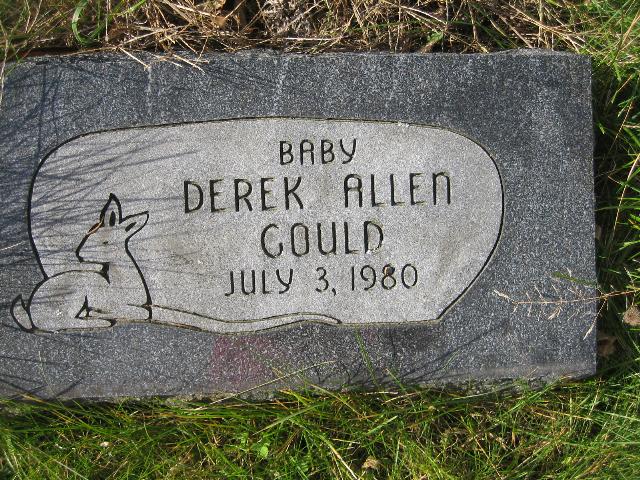 BABY
DEREK ALLEN
GOULD
JULY 3, 1980